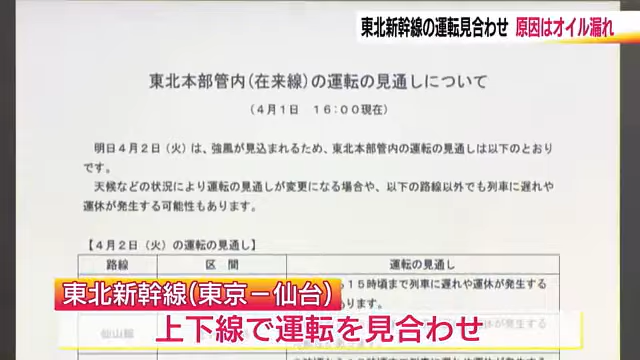 東北新幹線の運転見合わせ 原因はオイル漏れ
東北本部管内(在来線)の運転の見通しについて
(4月1日 16:00現在)
明日4月2日(火)は、強風が見込まれるため、東北本部管内の運転の見通しは以下のとおり
です。
天候などの状況により運転の見通しが変更になる場合や、以下の路線以外でも列車に遅れや
運休が発生する可能性もあります。
【4月2日(火)の運転の見通し】
路線 区間 運転の見通し
15時頃まで列車に遅れや運休が発生する
東北新幹線(東京-仙台)
仙山線
上下線で運転を見合わせ